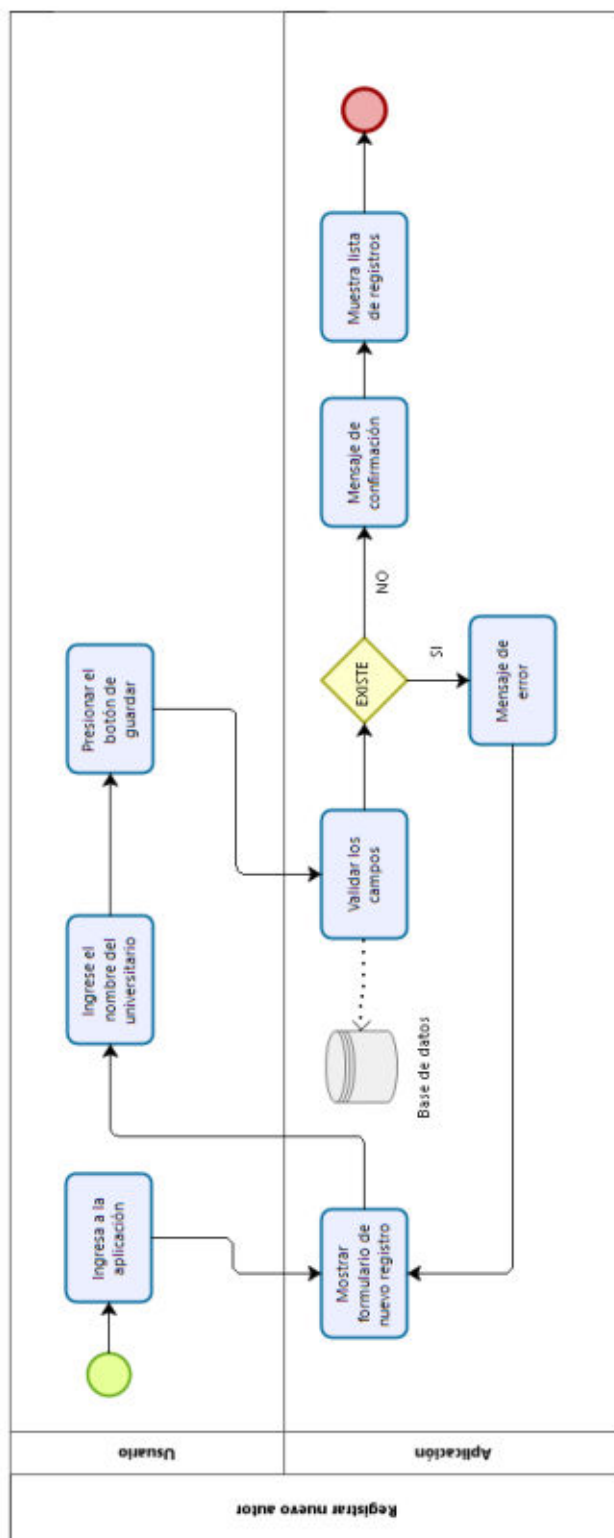 Registrar nuevo autor
Usuario
Ingresa a la
aplicación
Ingrese el
nombre del
universitario
Presionar el
botón de
guardar
Aplicación
Mostrar
formulario de
nuevo registro
Base de datos
Validar los
campos
EXISTE
NO
SI
Mensaje de
error
Mensaje de
confirmación
Muestra lista
de registros